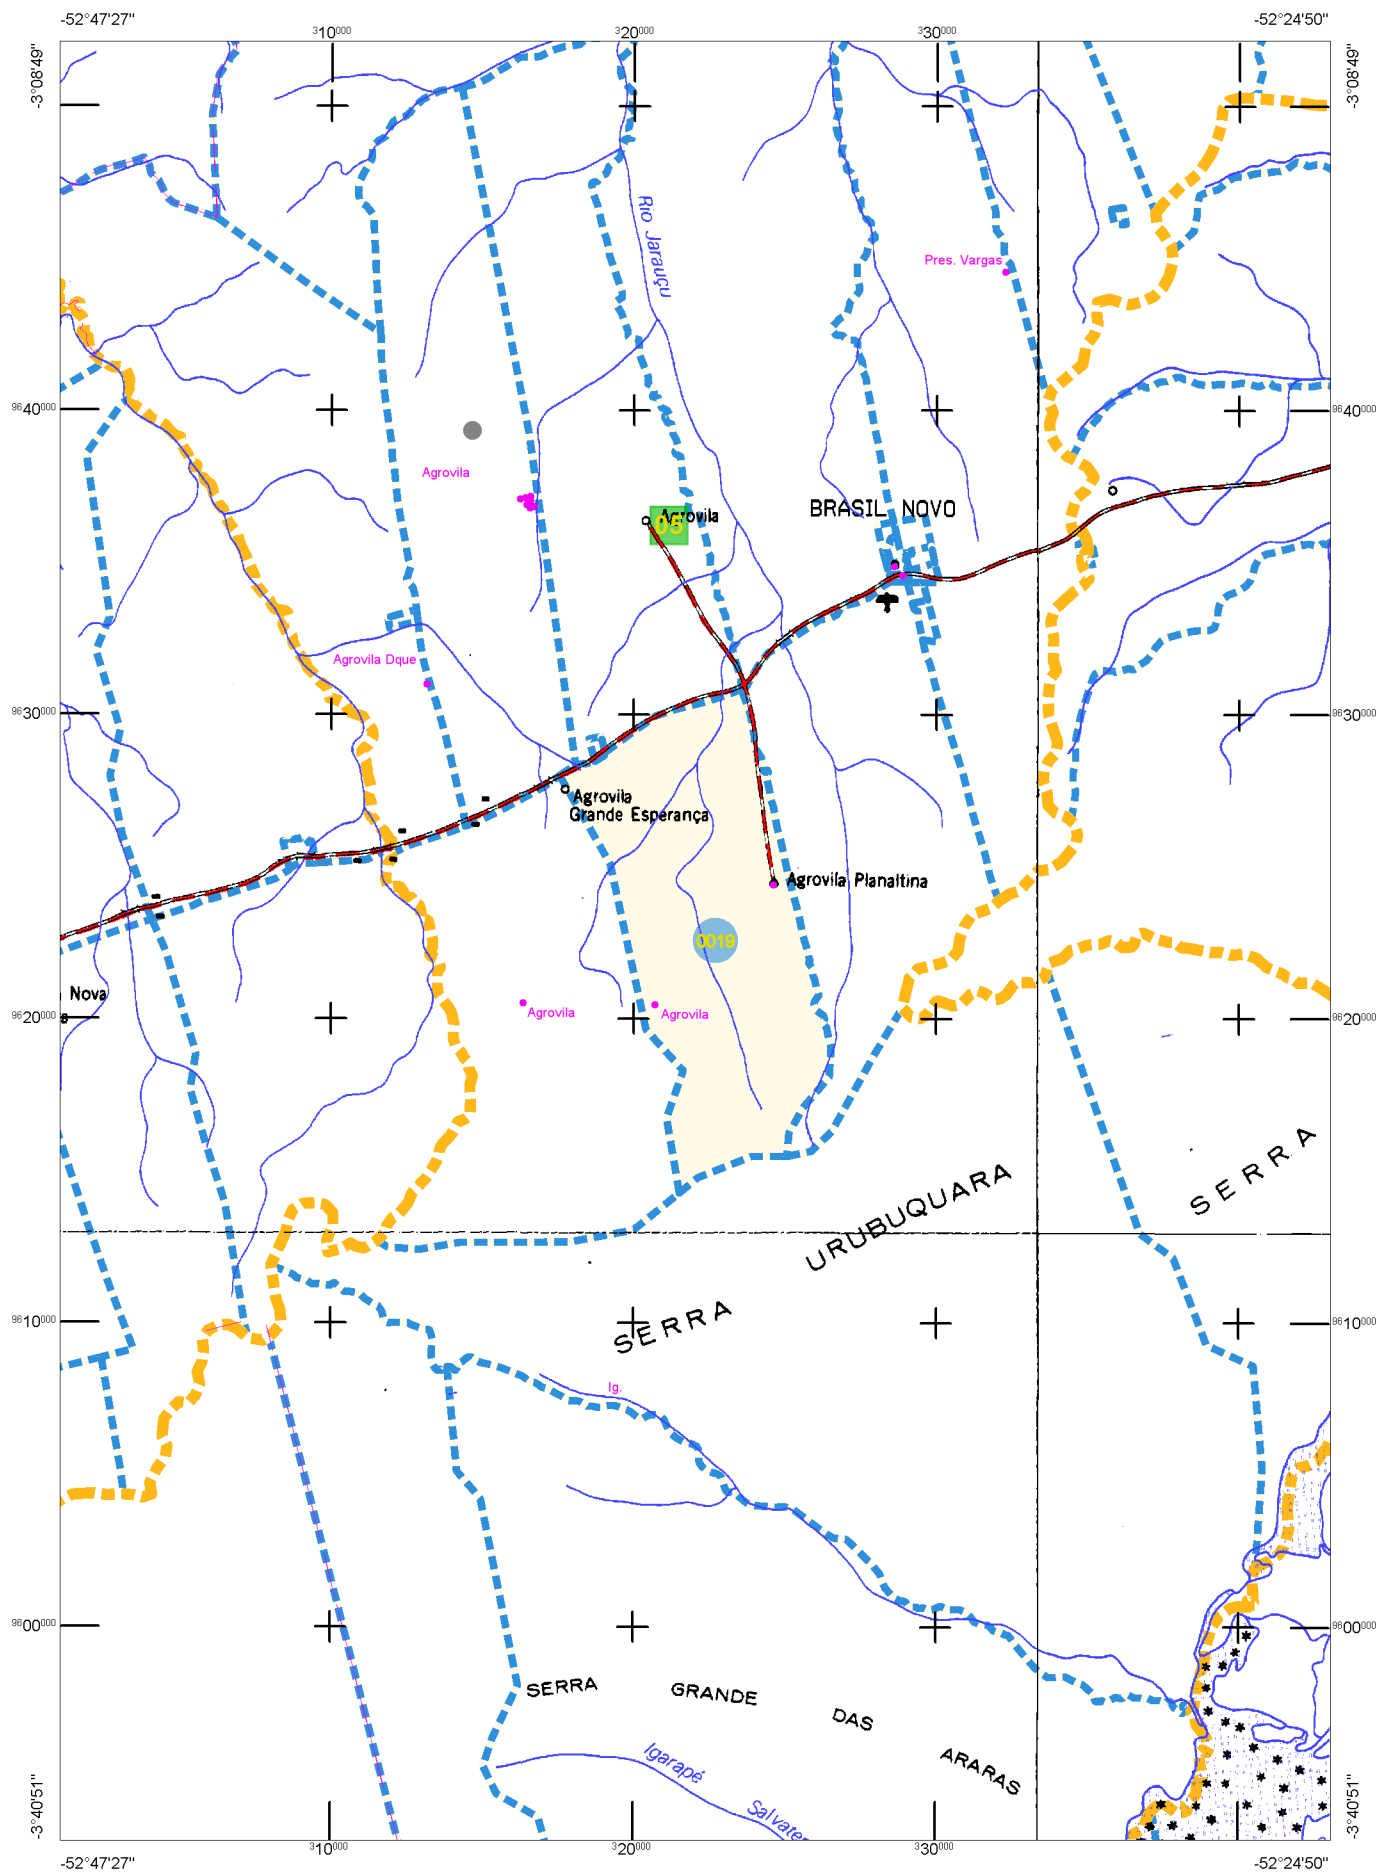 -52°47'27"
-52°24'50"
310000
320000
330000
-3°08'49"
-3°08'49"
Rio Jarauçu
Pres. Vargas
9640000
9640000
Agrovila
BRASIL NOVO
Agrovila
05
Agrovila Dque
9630000
9630000
Agrovila
Grande Esperança
Agrovila Planaltina
0019
Nova
Agrovila
Agrovila
9620000
9620000
SERRA
URUBUQUARA
SERRA
9610000
9610000
Ig.
9600000
9600000
SERRA GRANDE DAS ARARAS
Igarapé
Salvater
-3°40'51"
-3°40'51"
310000
320000
330000
-52°47'27"
-52°24'50"